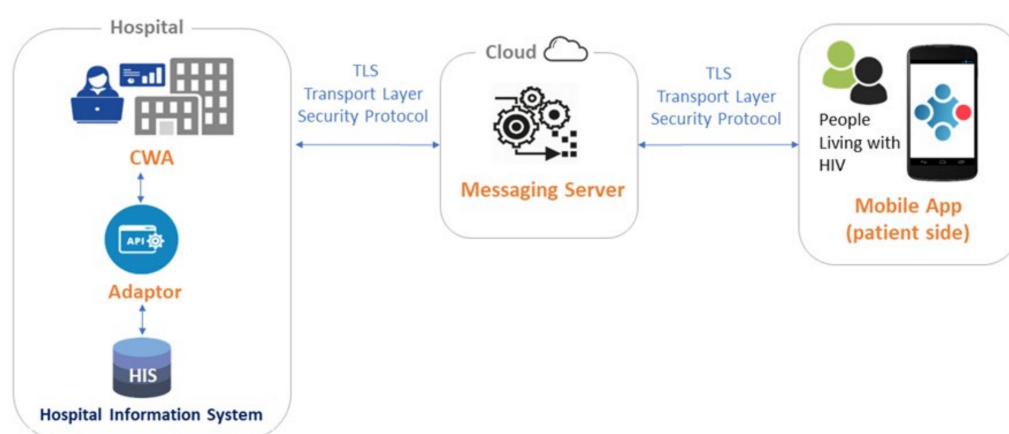 Hospital
CWA
API
Adaptor
HIS
Hospital Information System
TLS
Transport Layer
Security Protocol
Cloud
Messaging Server
TLS
Transport Layer
Security Protocol
People
Living with
HIV
Mobile App
(patient side)